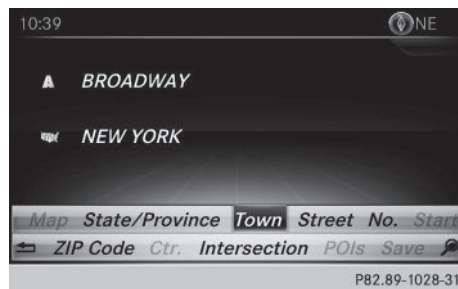 10:39 NE
BROADWAY
NEW YORK
Map State/Province Town Street No. Start
ZIP Code Ctr. Intersection POIs Save
P82.89-1028-31